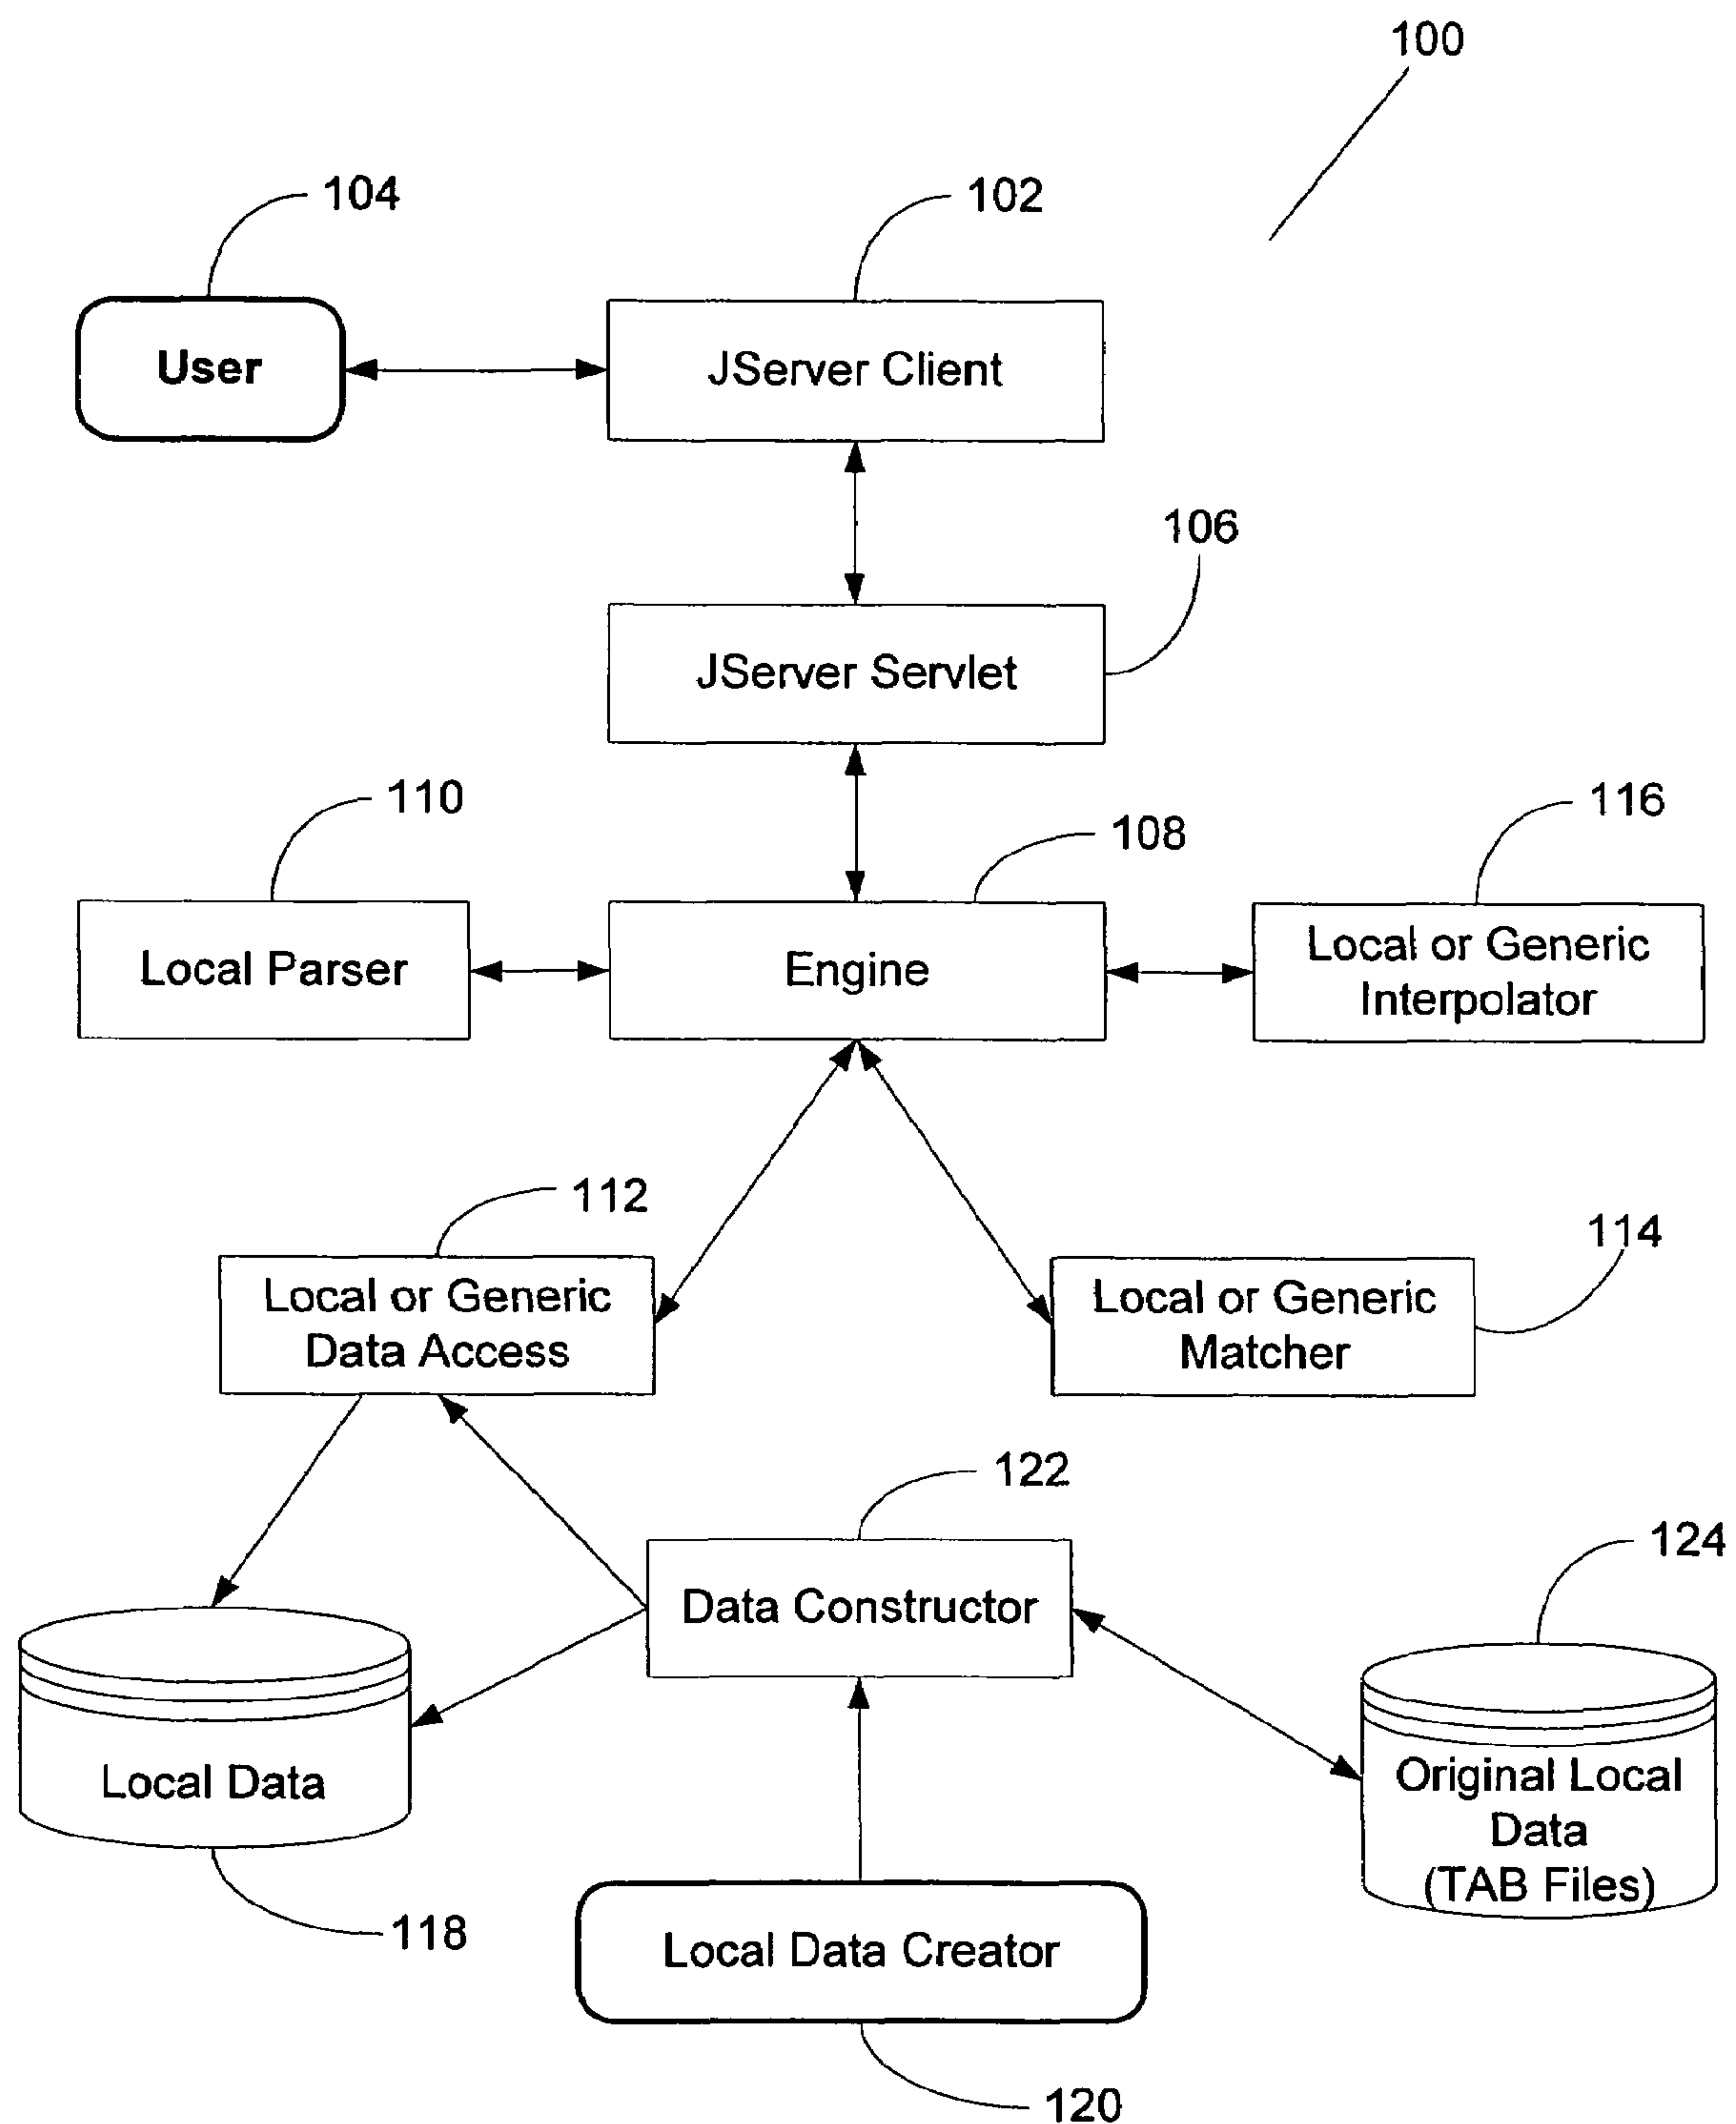 100
104
102
User
JServer Client
106
JServer Servlet
110
116
108
Local Parser
Engine
Local or Generic
Interpolator
112
114
Local or Generic
Data Access
Local or Generic
Matcher
122
124
Data Constructor
Local Data
Original Local
Data
(TAB Files)
118
Local Data Creator
120